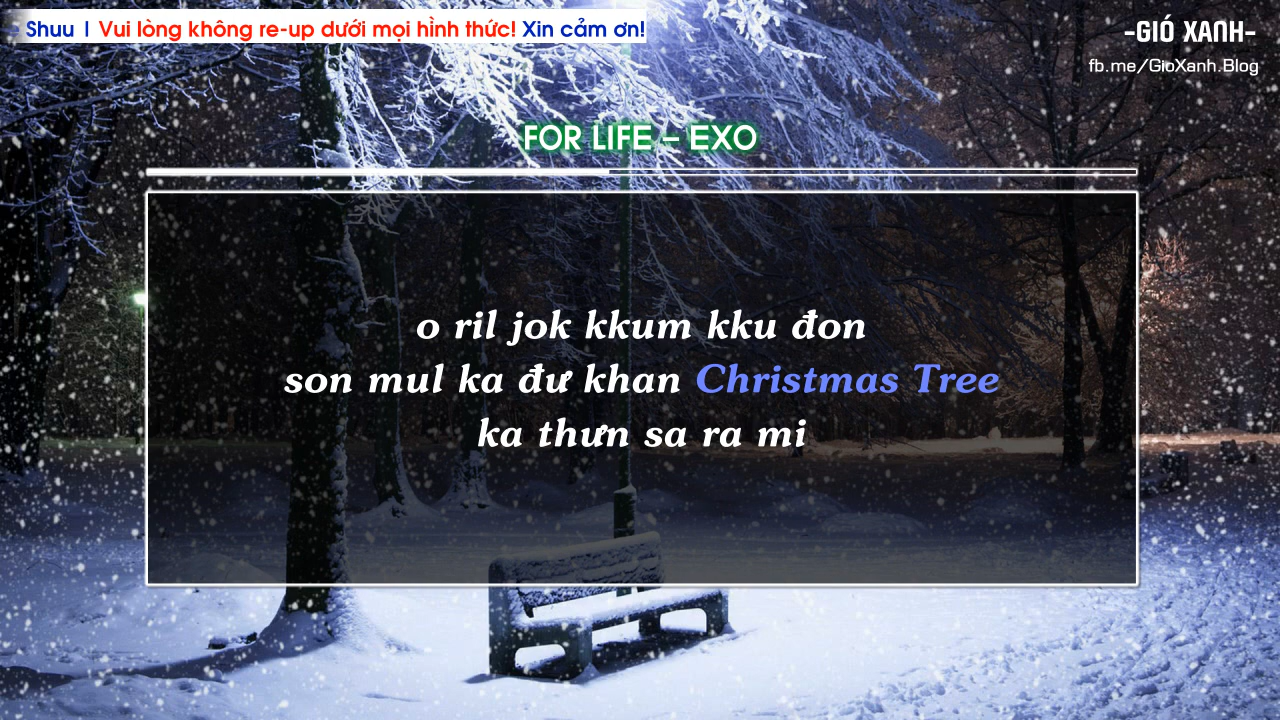 Shuu | Vui lòng không re-up dưới mọi hình thức! Xin cảm ơn!
-GIÓ XANH-
fb.me/GioXanh.Blog
FOR LIFE – EXO
o ril jok kkum kku đon
son mul ka đư khan Christmas Tree
ka thưn sa ra mi